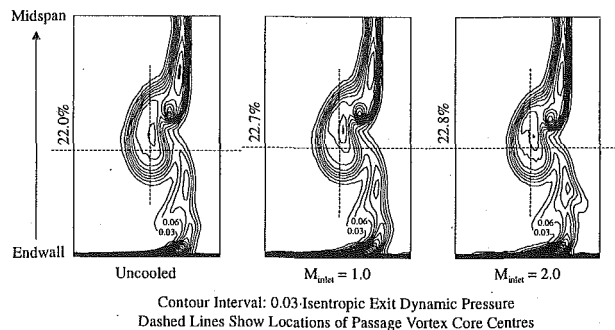 Midspan
22.0%
22.7%
22.8%
0.06
0.03
0.06
0.03
0.06
0.03
Endwall
Uncooled
M_inlet = 1.0
M_inlet = 2.0
Contour Interval: 0.03 Isentropic Exit Dynamic Pressure
Dashed Lines Show Locations of Passage Vortex Core Centres